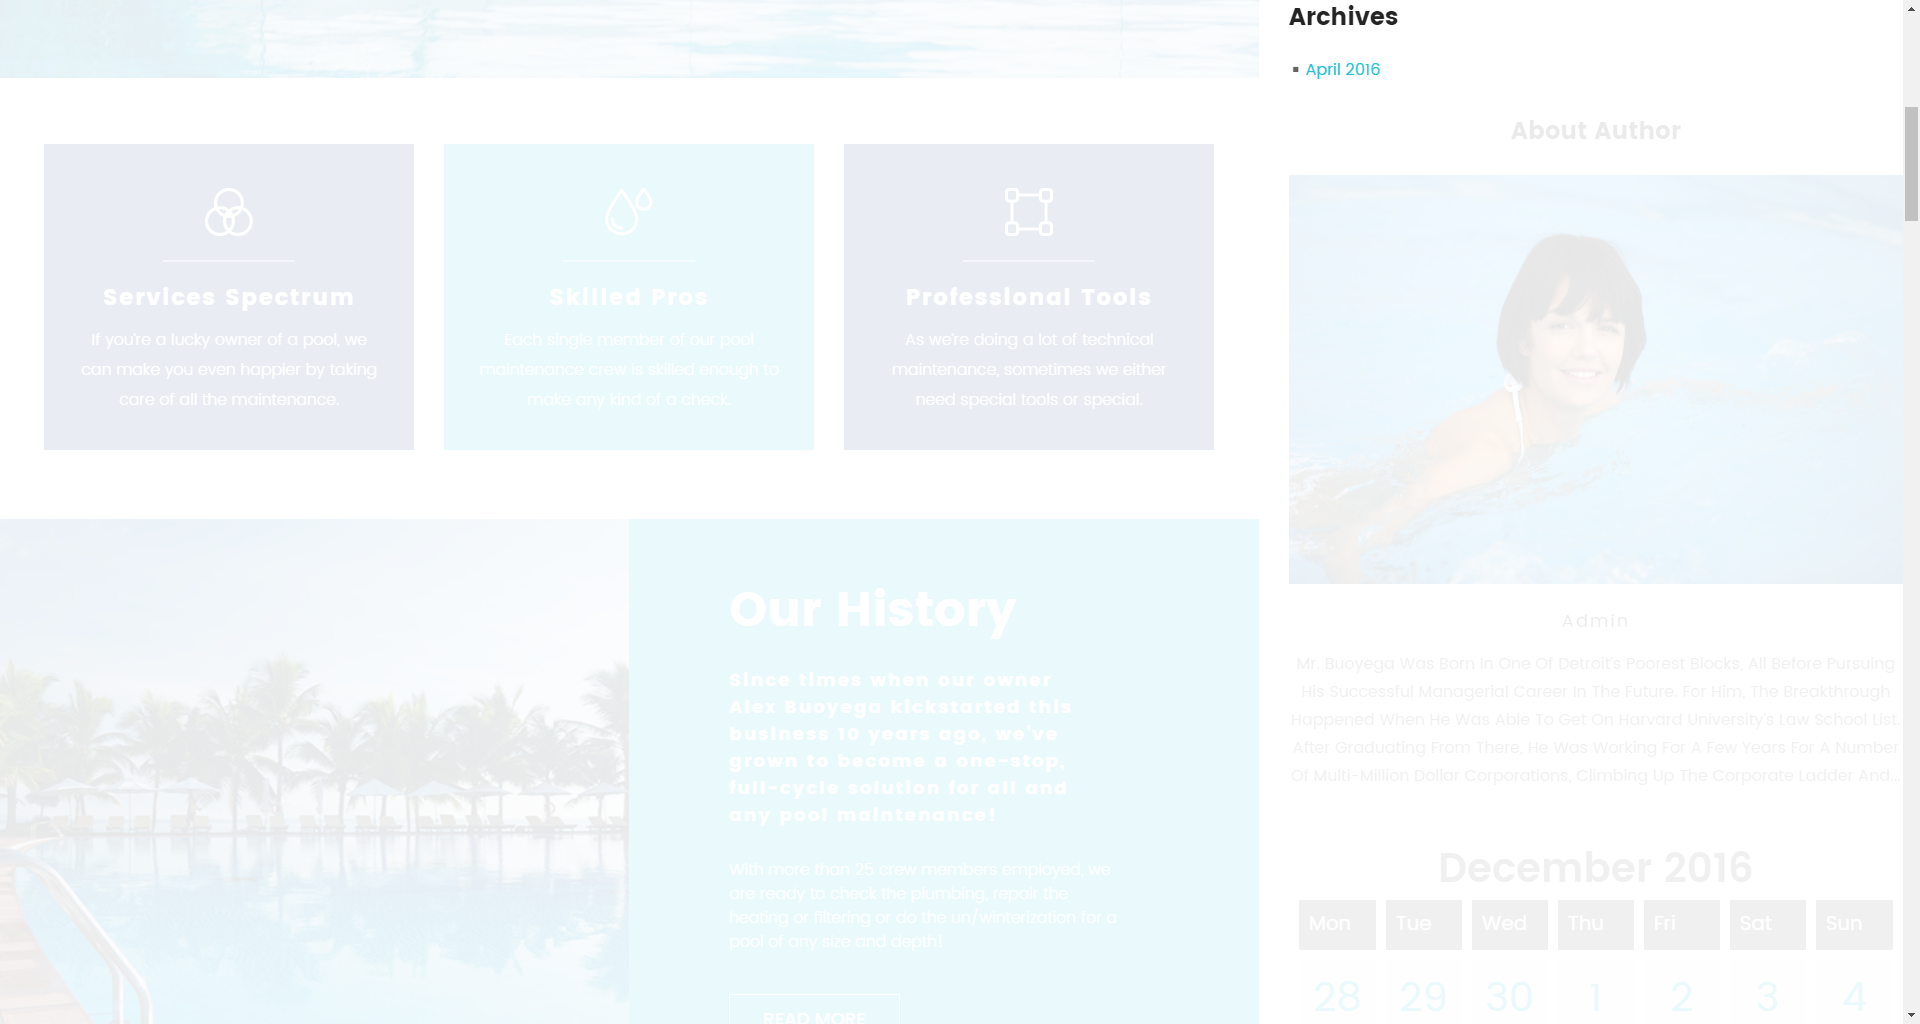 Archives
April 2016
About Author
Services Spectrum
If you're a lucky owner of a pool, we
can make you even happier by taking
care of all the maintenance.
Skilled Pros
Each single member of our pool
maintenance crew is skilled enough to
make any kind of a check.
Professional Tools
As we're doing a lot of technical
maintenance, sometimes we either
need special tools or special.
Our History
Since times when our owner
Alex Buoyega kickstarted this
business 10 years ago, we've
grown to become a one-stop,
full-cycle solution for all and
any pool maintenance!
With more than 25 crew members employed, we
are ready to check the plumbing, repair the
heating or filtering or do the un/winterization for a
pool of any size and depth!
READ MORE
Admin
Mr. Buoyega Was Born In One Of Detroit's Poorest Blocks, All Before Pursuing
His Successful Managerial Career In The Future. For Him, The Breakthrough
Happened When He Was Able To Get On Harvard University's Law School List.
After Graduating From There, He Was Working For A Few Years For A Number
Of Multi-Million Dollar Corporations, Climbing Up The Corporate Ladder And...
December 2016
Mon Tue Wed Thu Fri Sat Sun
28 29 30 1 2 3 4